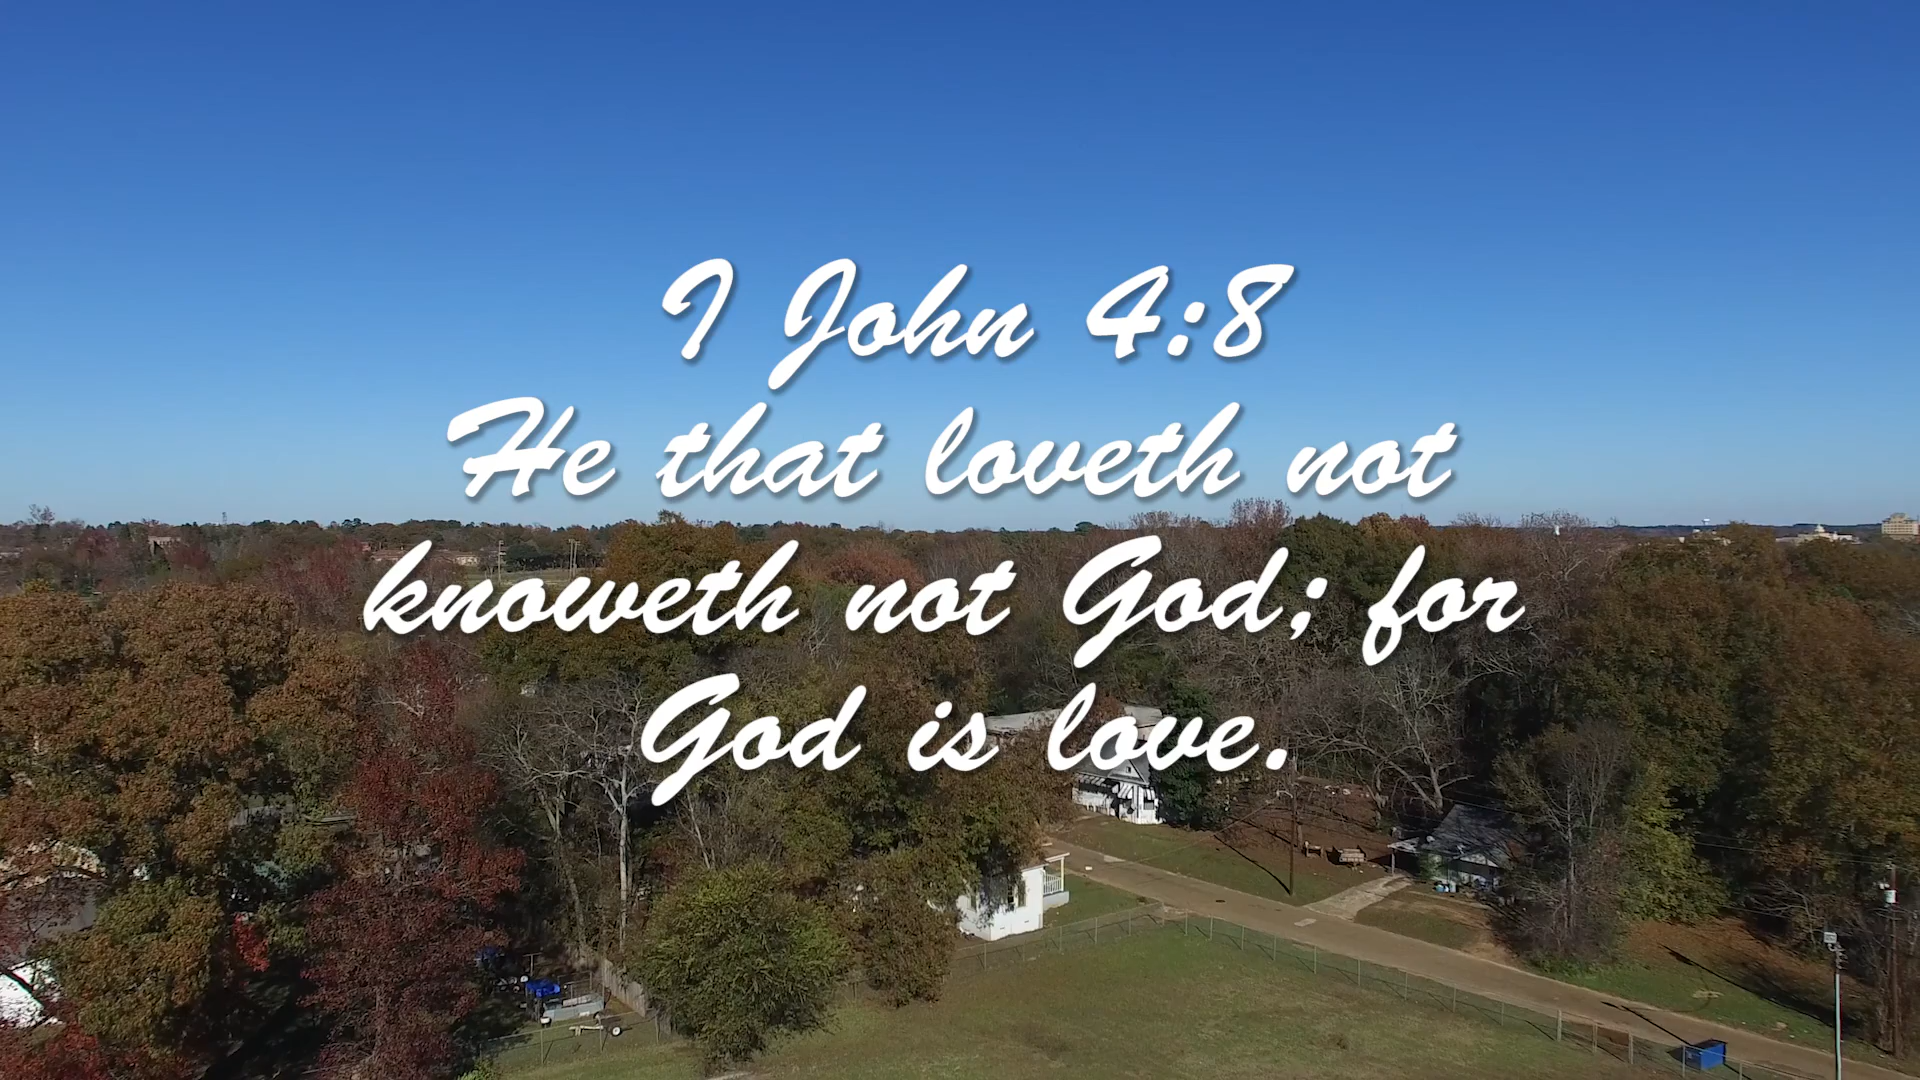 I John 4:8
He that loveth not
knoweth not God; for
God is love.